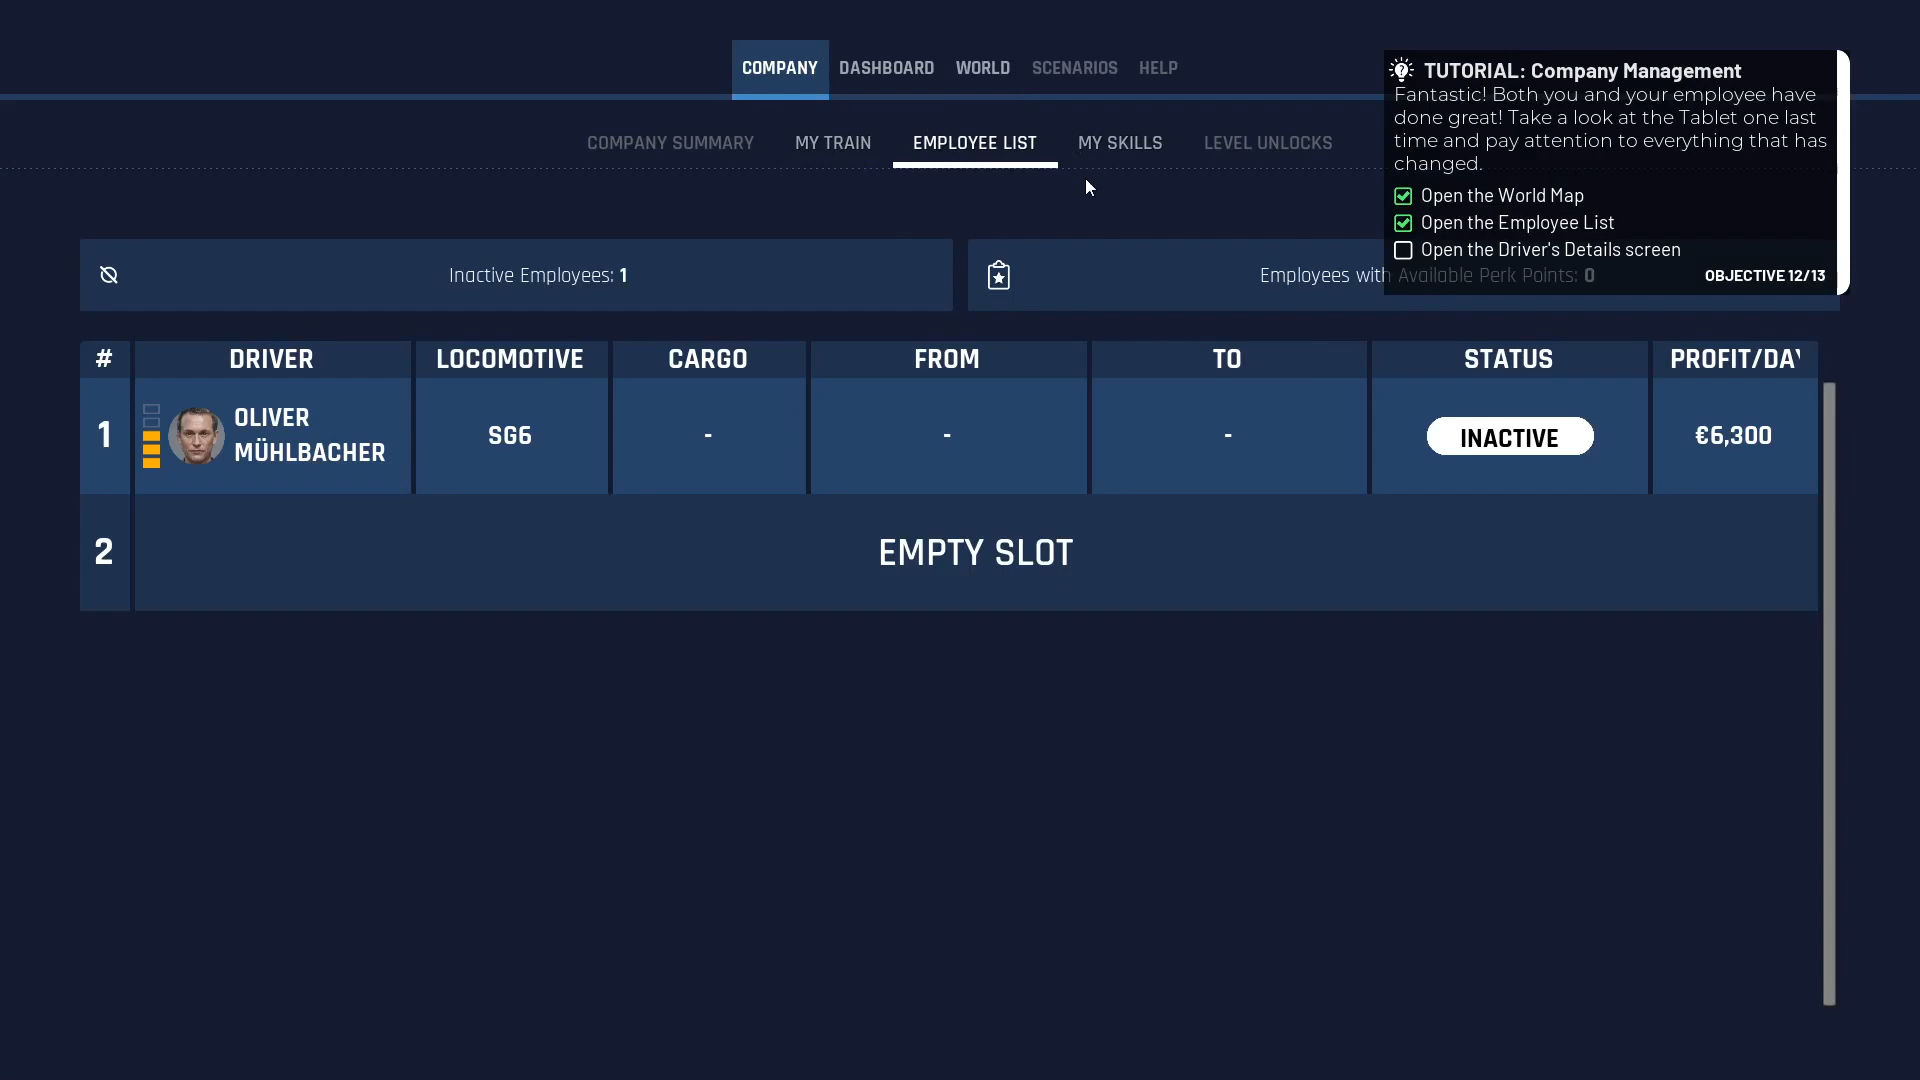 COMPANY DASHBOARD WORLD SCENARIOS HELP
COMPANY SUMMARY MY TRAIN EMPLOYEE LIST MY SKILLS LEVEL UNLOCKS
TUTORIAL: Company Management
Fantastic! Both you and your employee have
done great! Take a look at the Tablet one last
time and pay attention to everything that has
changed.
Open the World Map
Open the Employee List
Open the Driver's Details screen
OBJECTIVE 12/13
Inactive Employees: 1
Employees with Available Perk Points: 0
# DRIVER LOCOMOTIVE CARGO FROM TO STATUS PROFIT/DAY
1 OLIVER MÜHLBACHER SG6 - - - INACTIVE €6,300
2 EMPTY SLOT